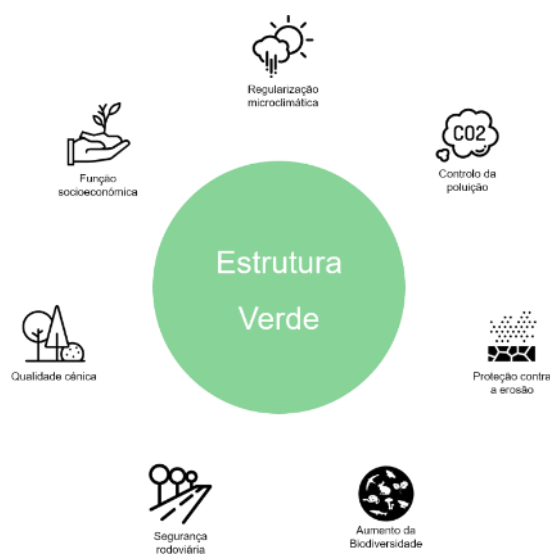 Regularização
microclimática
CO2
Controlo da
poluição
Função
socioeconómica
Estrutura
Verde
Qualidade cénica
Proteção contra
a erosão
Segurança
rodoviária
Aumento da
Biodiversidade